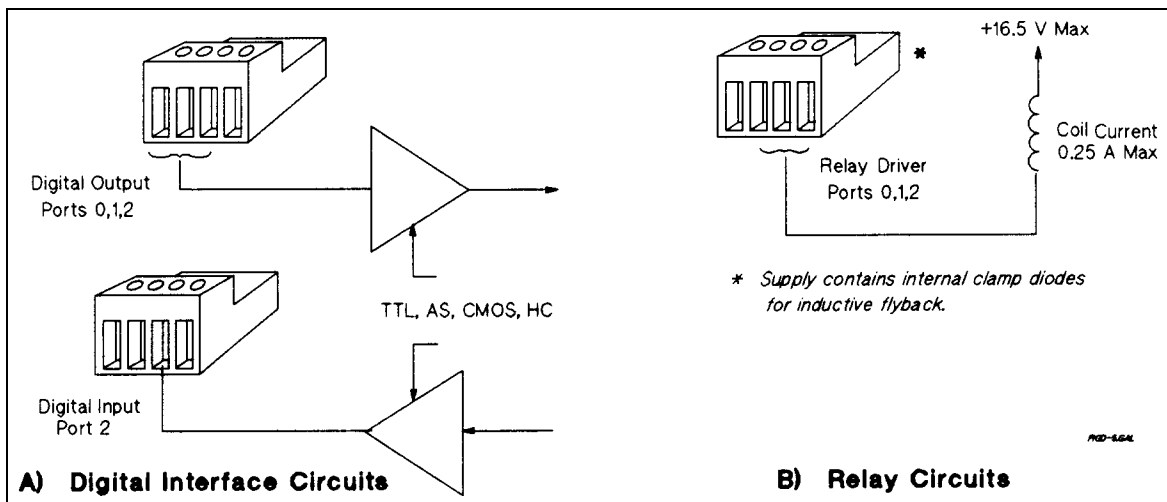 Digital Output
Ports 0,1,2
TTL, AS, CMOS, HC
Digital Input
Port 2
A) Digital Interface Circuits
*
+16.5 V Max
Coil Current
0.25 A Max
Relay Driver
Ports 0,1,2
* Supply contains internal clamp diodes
for inductive flyback.
B) Relay Circuits